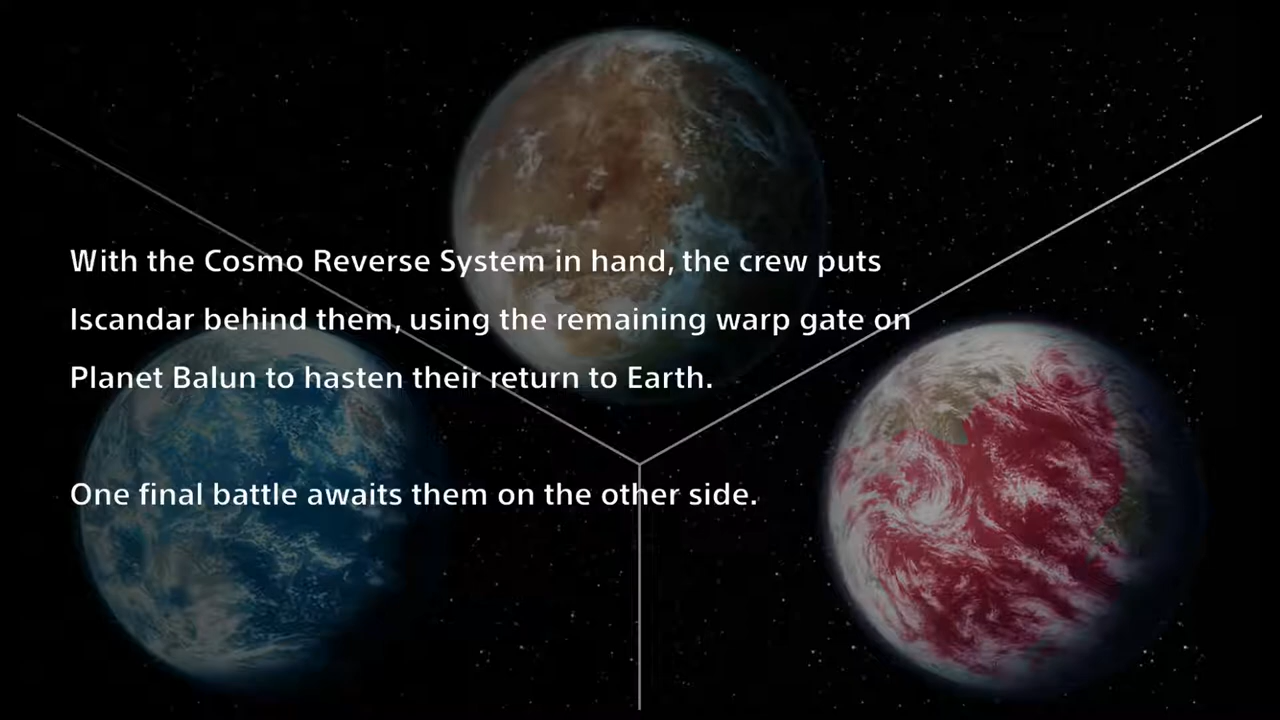 With the Cosmo Reverse System in hand, the crew puts
Iscandar behind them, using the remaining warp gate on
Planet Balun to hasten their return to Earth.
One final battle awaits them on the other side.